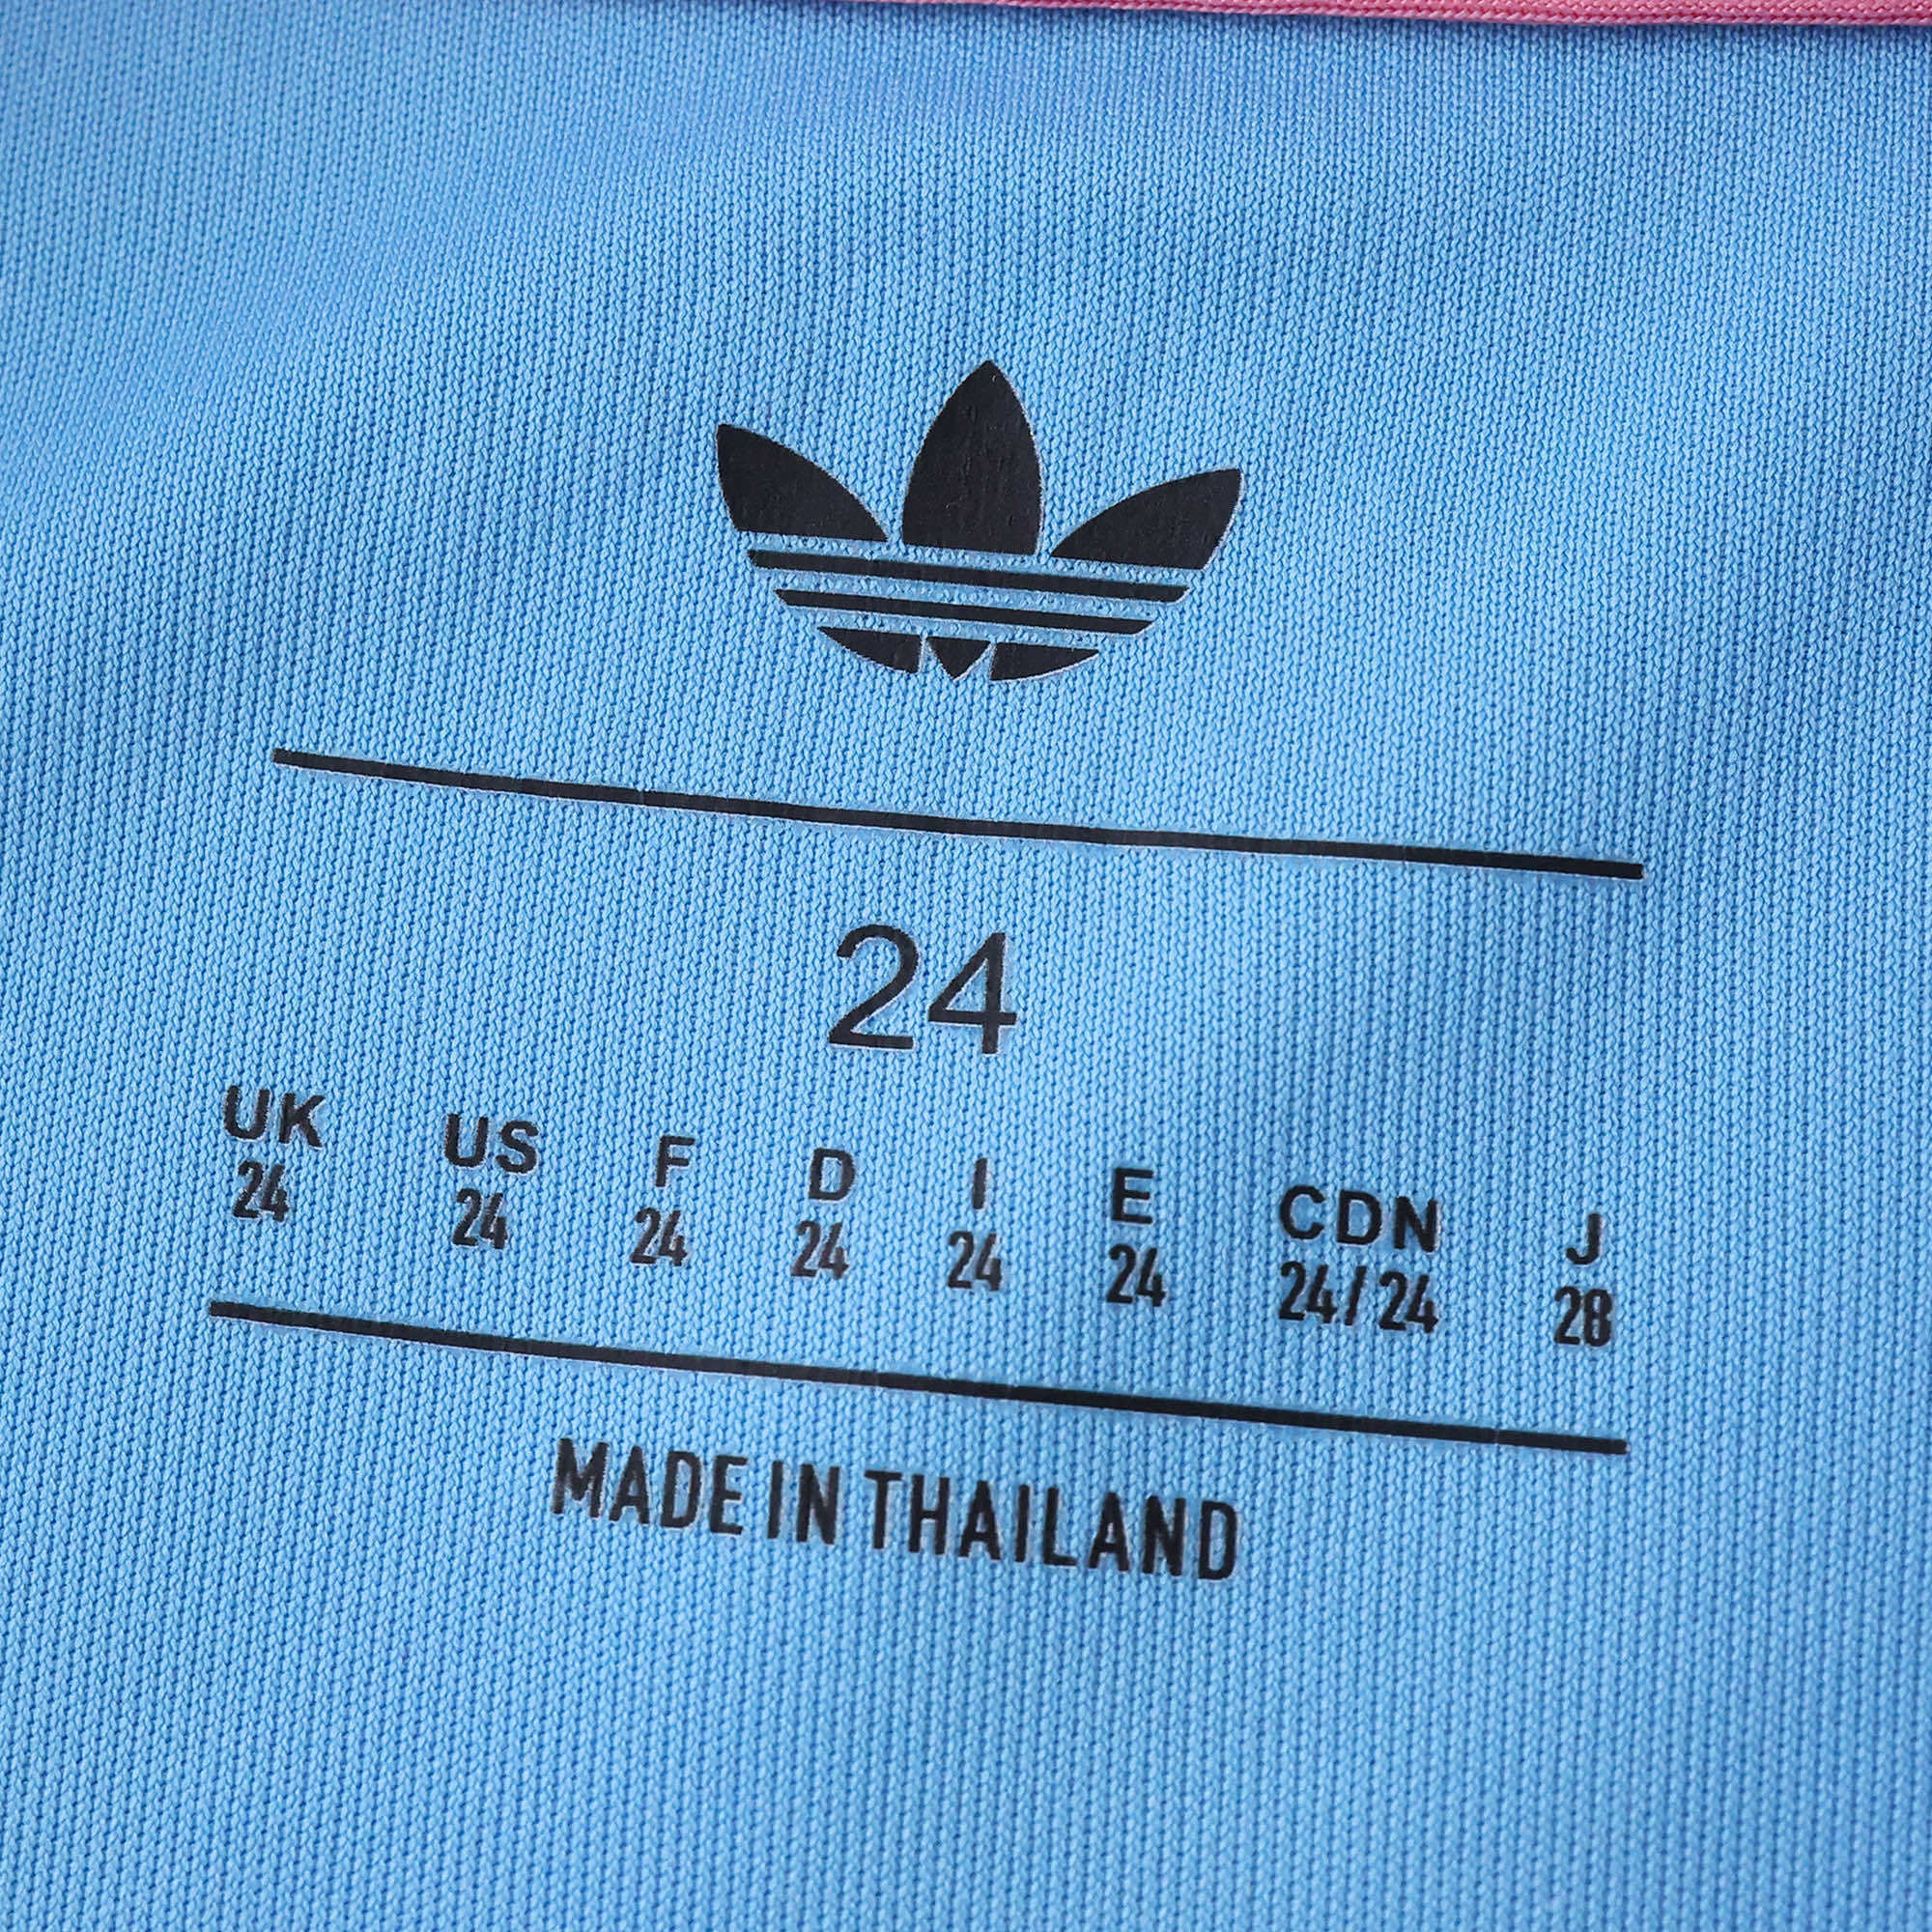 24
UK US F D I E CDN J
24 24 24 24 24 24 24/24 28
MADE IN THAILAND